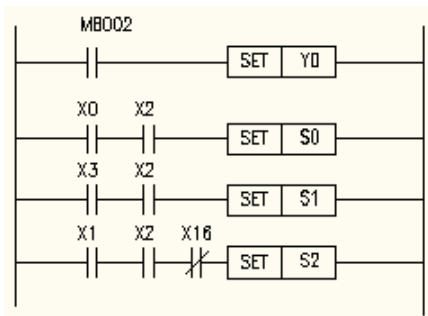 M8002
SET Y0
X0 X2
SET S0
X3 X2
SET S1
X1 X2 X16
SET S2